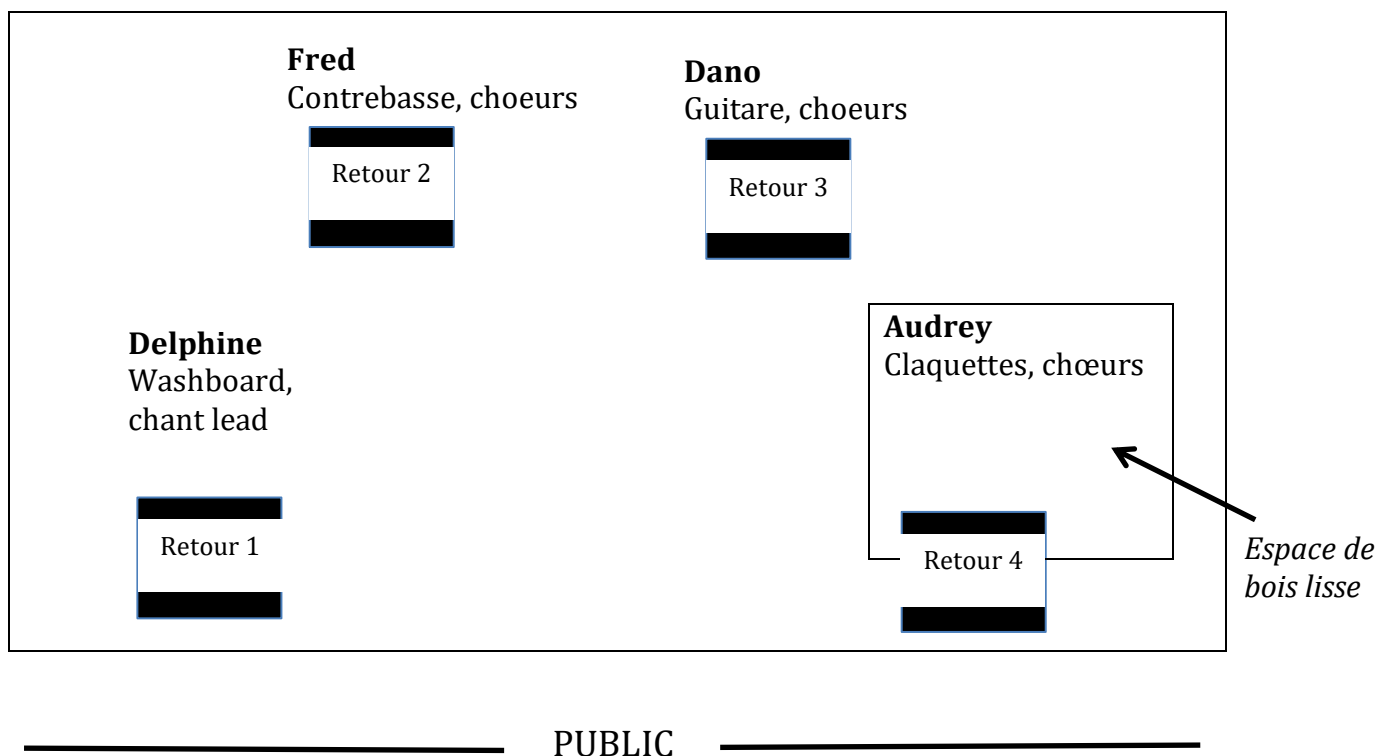 Fred
Contrebasse, choeurs
Retour 2
Dano
Guitare, choeurs
Retour 3
Delphine
Washboard,
chant lead
Retour 1
Audrey
Claquettes, chœurs
Retour 4
Espace de
bois lisse
PUBLIC